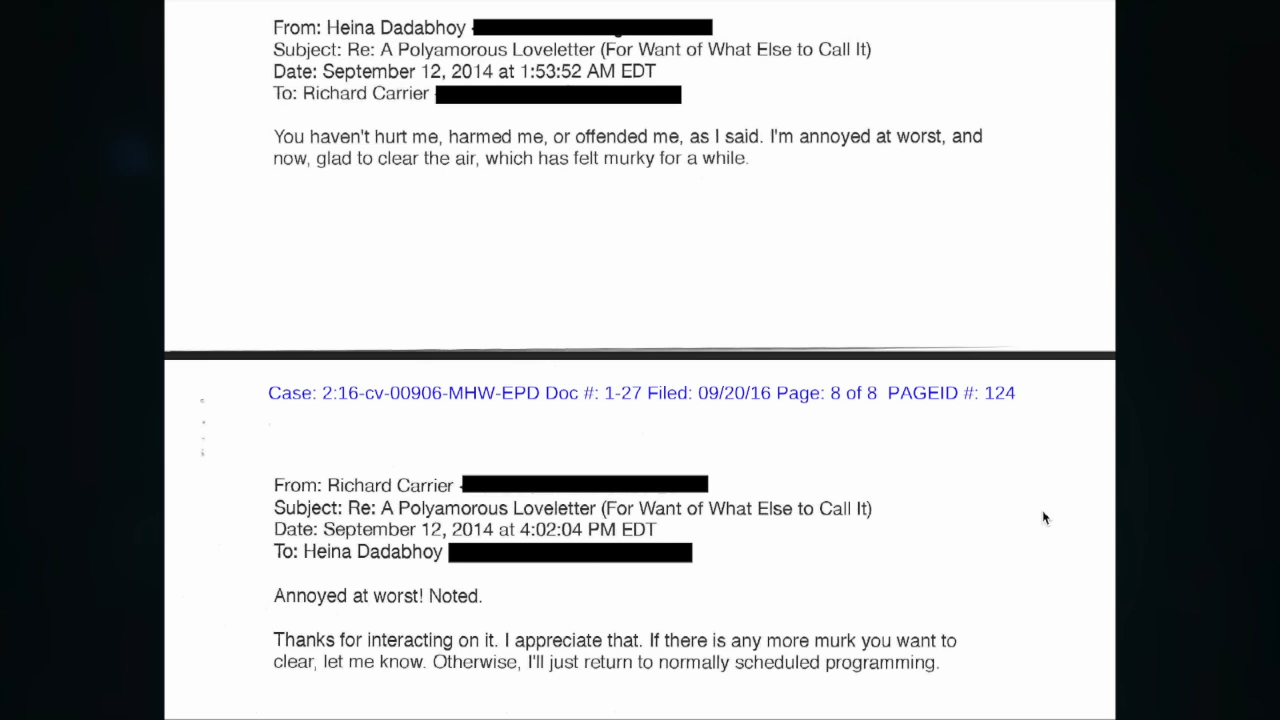 From: Heina Dadabhoy
Subject: Re: A Polyamorous Loveletter (For Want of What Else to Call It)
Date: September 12, 2014 at 1:53:52 AM EDT
To: Richard Carrier
You haven't hurt me, harmed me, or offended me, as I said. I'm annoyed at worst, and
now, glad to clear the air, which has felt murky for a while.
Case: 2:16-cv-00906-MHW-EPD Doc #: 1-27 Filed: 09/20/16 Page: 8 of 8 PAGEID #: 124
From: Richard Carrier
Subject: Re: A Polyamorous Loveletter (For Want of What Else to Call It)
Date: September 12, 2014 at 4:02:04 PM EDT
To: Heina Dadabhoy
Annoyed at worst! Noted.
Thanks for interacting on it. I appreciate that. If there is any more murk you want to
clear, let me know. Otherwise, I'll just return to normally scheduled programming.